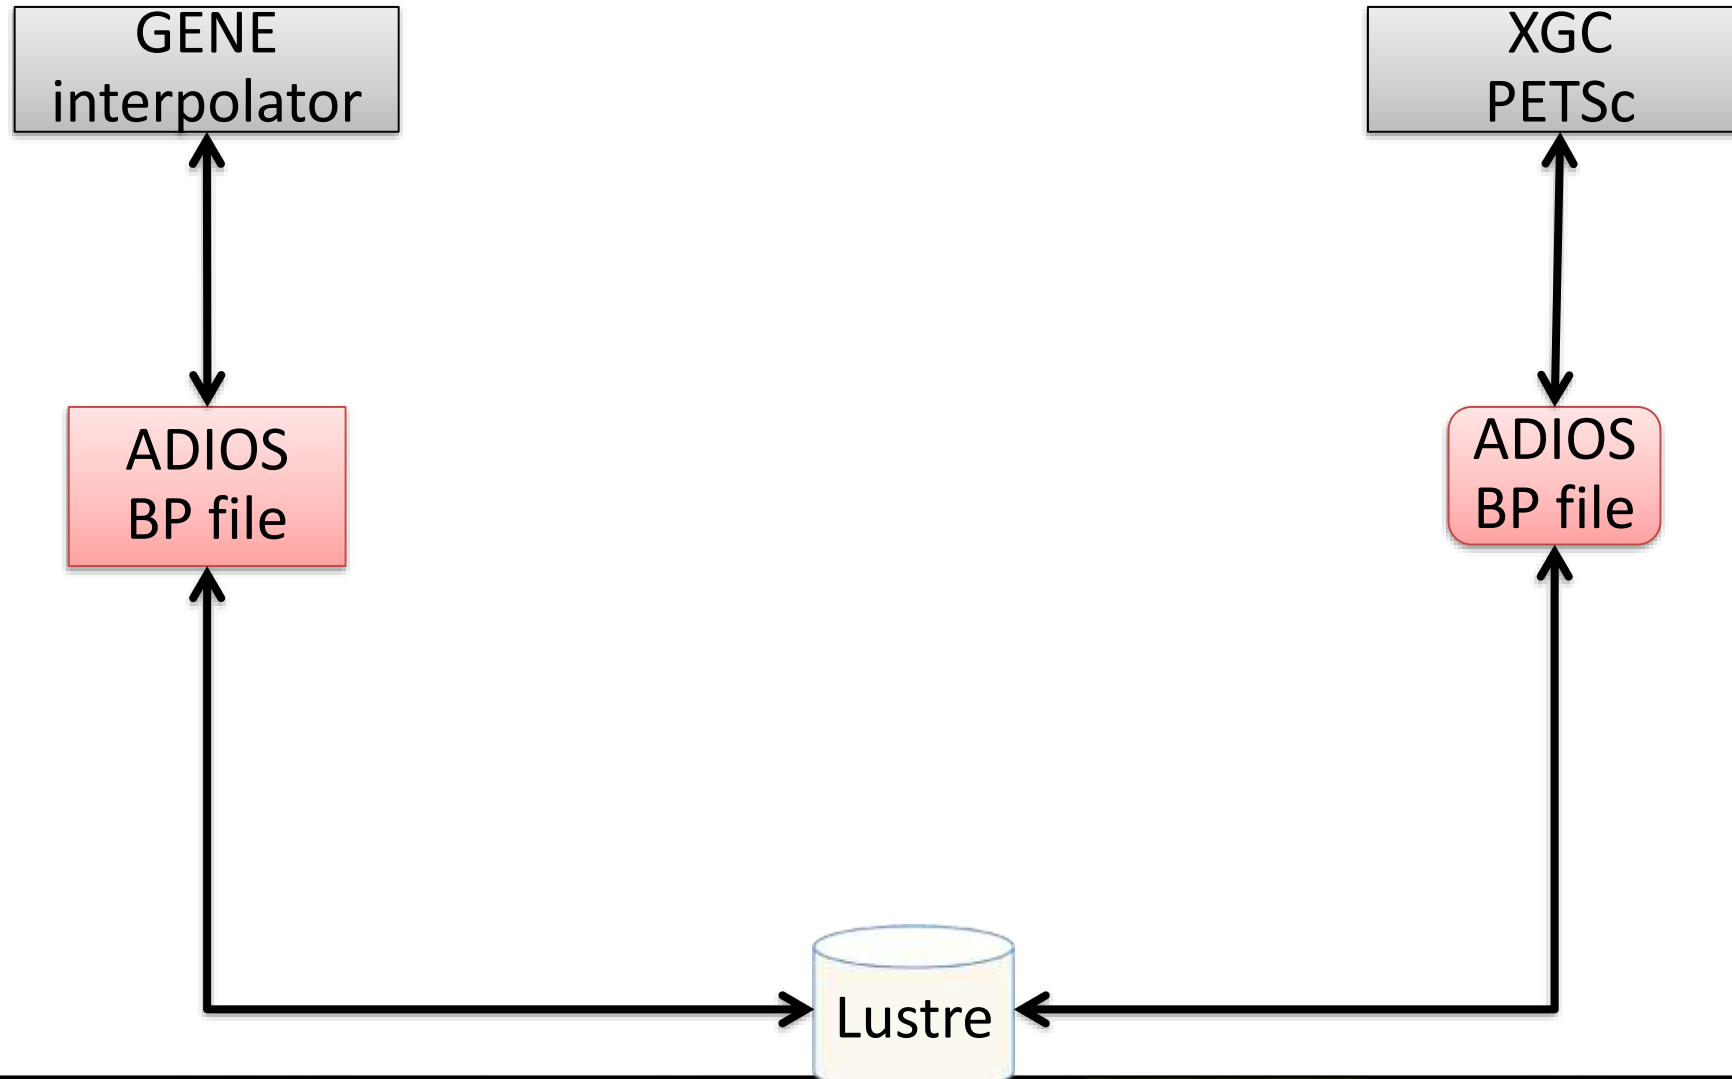 GENE
interpolator
XGC
PETSc
ADIOS
BP file
ADIOS
BP file
Lustre